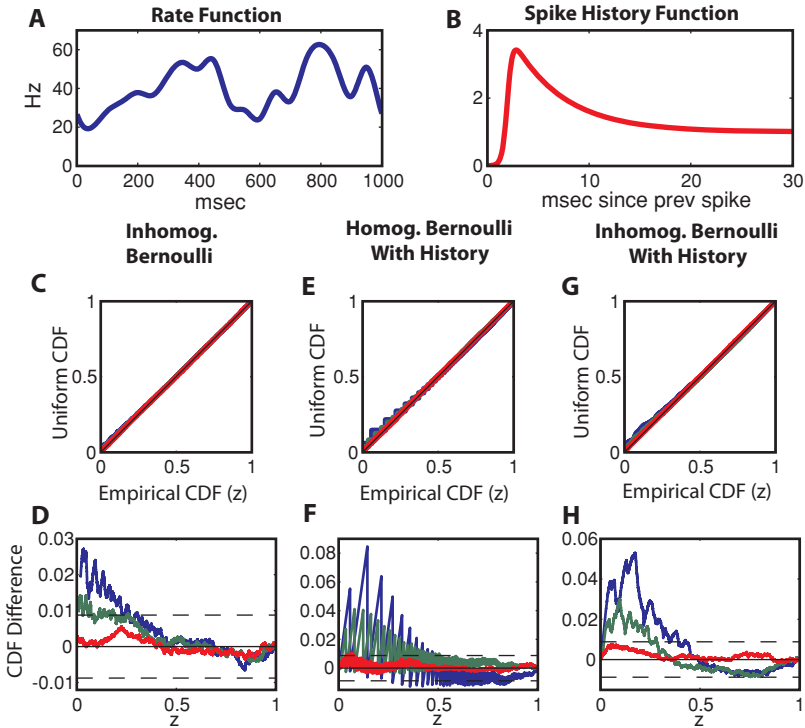 A Rate Function
B Spike History Function
60
40
20
0
Hz
0 200 400 600 800 1000
msec
4
2
0
0 10 20 30
msec since prev spike
Inhomog.
Bernoulli
Homog. Bernoulli
With History
Inhomog. Bernoulli
With History
C
1
0.5
0
Uniform CDF
0 0.5 1
Empirical CDF (z)
E
1
0.5
0
Uniform CDF
0 0.5 1
Empirical CDF (z)
G
1
0.5
0
Uniform CDF
0 0.5 1
Empirical CDF (z)
D
0.03
0.02
0.01
0
-0.01
CDF Difference
0 0.5 1
z
F
0.08
0.06
0.04
0.02
0
0 0.5 1
z
H
0.06
0.04
0.02
0
0 0.5 1
z